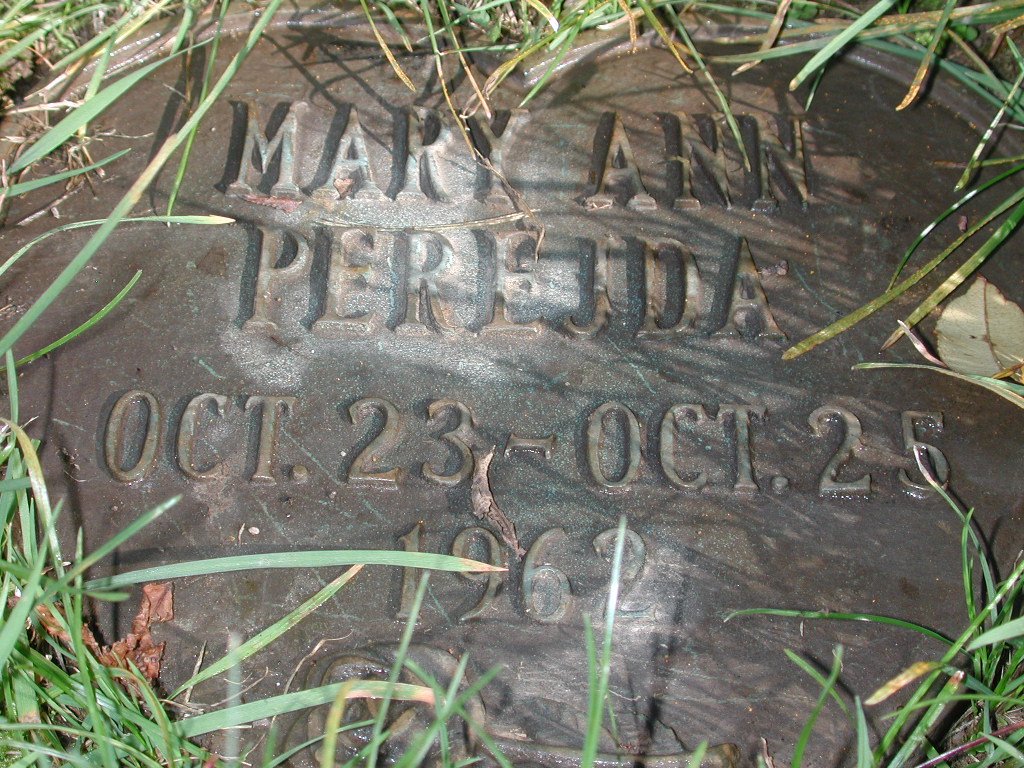 MARY ANN
PEREJDA
OCT. 23 - OCT. 25
1962